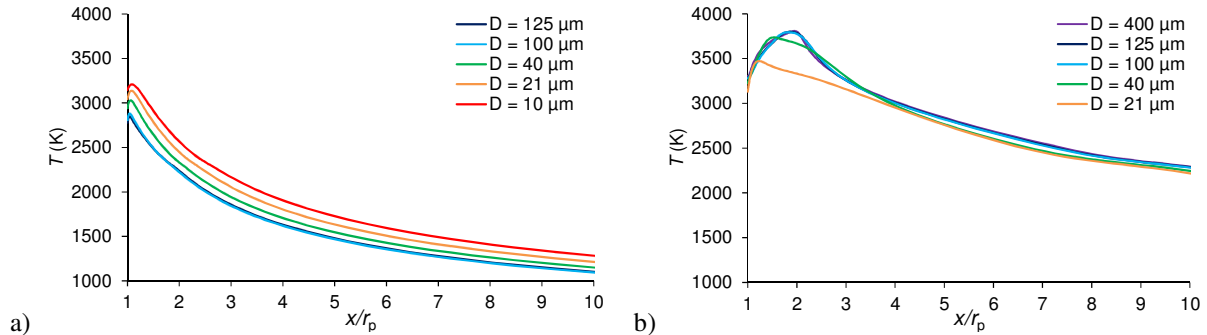 a)
T (K)
4000
3500
3000
2500
2000
1500
1000
1 2 3 4 5 6 7 8 9 10
x/rp
D = 125 µm
D = 100 µm
D = 40 µm
D = 21 µm
D = 10 µm
b)
T (K)
4000
3500
3000
2500
2000
1500
1000
1 2 3 4 5 6 7 8 9 10
x/rp
D = 400 µm
D = 125 µm
D = 100 µm
D = 40 µm
D = 21 µm